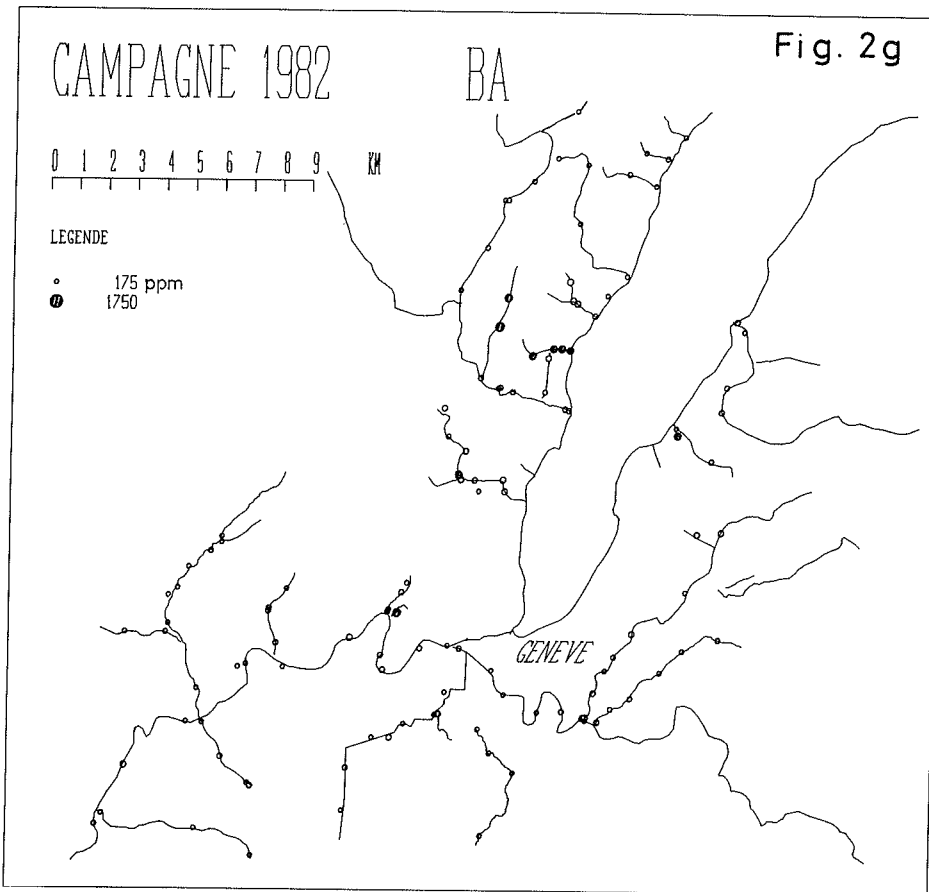 Fig. 2g
CAMPAGNE 1982 BA
0 1 2 3 4 5 6 7 8 9 KM
LEGENDE
175 ppm
1750
GENEVE